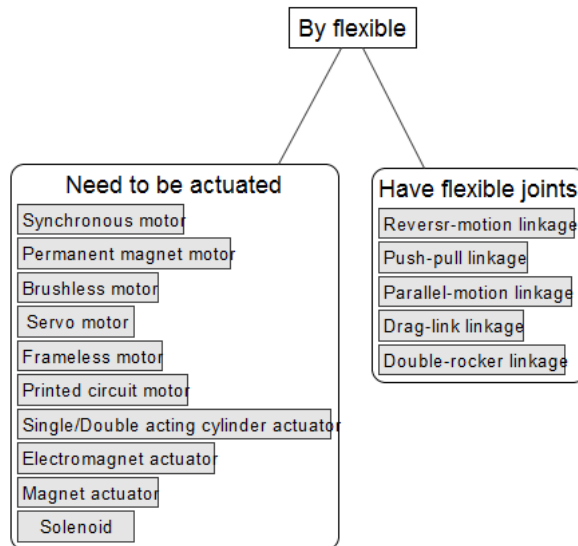 By flexible
Need to be actuated
Synchronous motor
Permanent magnet motor
Brushless motor
Servo motor
Frameless motor
Printed circuit motor
Single/Double acting cylinder actuator
Electromagnet actuator
Magnet actuator
Solenoid
Have flexible joints
Reversr-motion linkage
Push-pull linkage
Parallel-motion linkage
Drag-link linkage
Double-rocker linkage